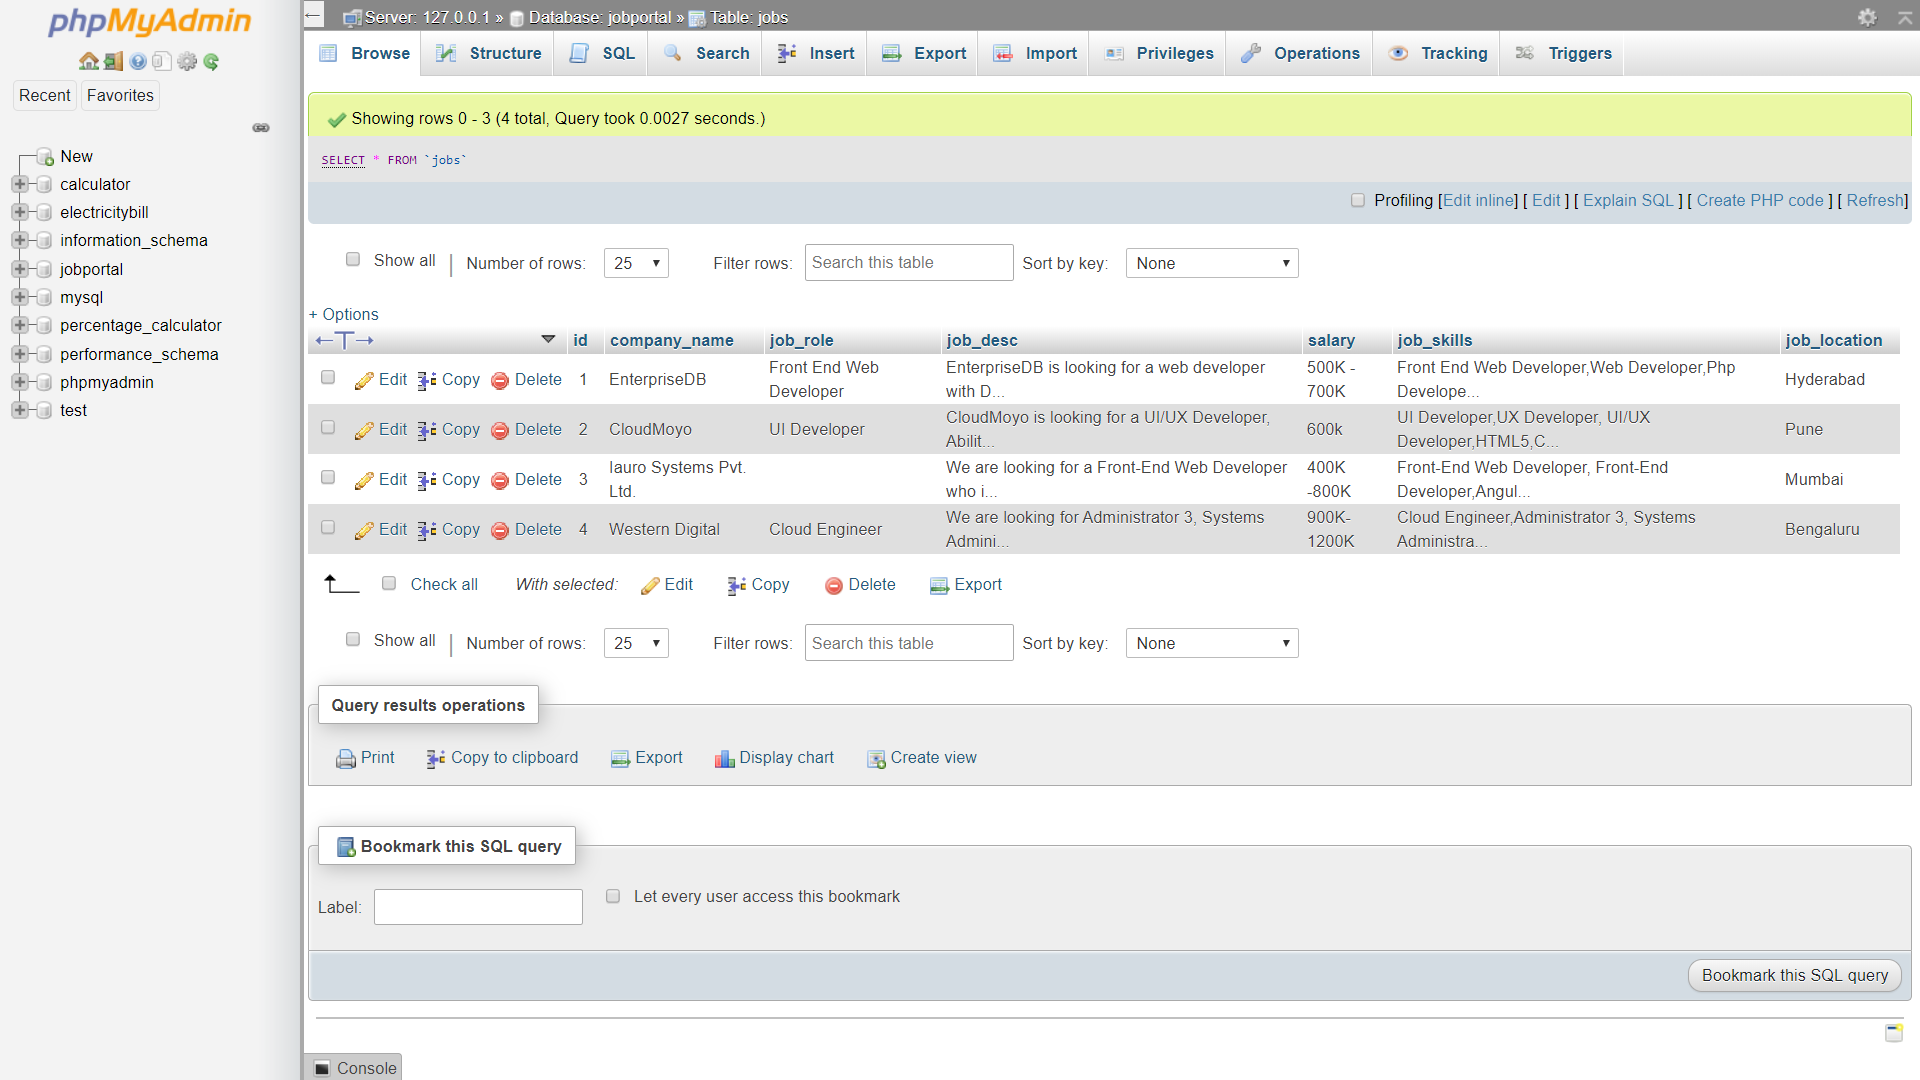 phpMyAdmin
Recent Favorites
New
calculator
electricitybill
information_schema
jobportal
mysql
percentage_calculator
performance_schema
phpmyadmin
test
Server: 127.0.0.1 » Database: jobportal » Table: jobs
Browse Structure SQL Search Insert Export Import Privileges Operations Tracking Triggers
Showing rows 0 - 3 (4 total, Query took 0.0027 seconds.)
SELECT * FROM `jobs`
Profiling [Edit inline] [ Edit ] [ Explain SQL ] [ Create PHP code ] [ Refresh]
Show all | Number of rows: 25 Filter rows: Search this table Sort by key: None
+ Options
←T→ id company_name job_role job_desc salary job_skills job_location
Edit Copy Delete 1 EnterpriseDB Front End Web Developer EnterpriseDB is looking for a web developer with D... 500K - 700K Front End Web Developer,Web Developer,Php Develope... Hyderabad
Edit Copy Delete 2 CloudMoyo UI Developer CloudMoyo is looking for a UI/UX Developer, Abilit... 600k UI Developer,UX Developer, UI/UX Developer,HTML5,C... Pune
Edit Copy Delete 3 Iauro Systems Pvt. Ltd. We are looking for a Front-End Web Developer who i... 400K -800K Front-End Web Developer, Front-End Developer,Angul... Mumbai
Edit Copy Delete 4 Western Digital Cloud Engineer We are looking for Administrator 3, Systems Admini... 900K- 1200K Cloud Engineer,Administrator 3, Systems Administra... Bengaluru
Check all With selected: Edit Copy Delete Export
Show all | Number of rows: 25 Filter rows: Search this table Sort by key: None
Query results operations
Print Copy to clipboard Export Display chart Create view
Bookmark this SQL query
Label: Let every user access this bookmark
Bookmark this SQL query
Console